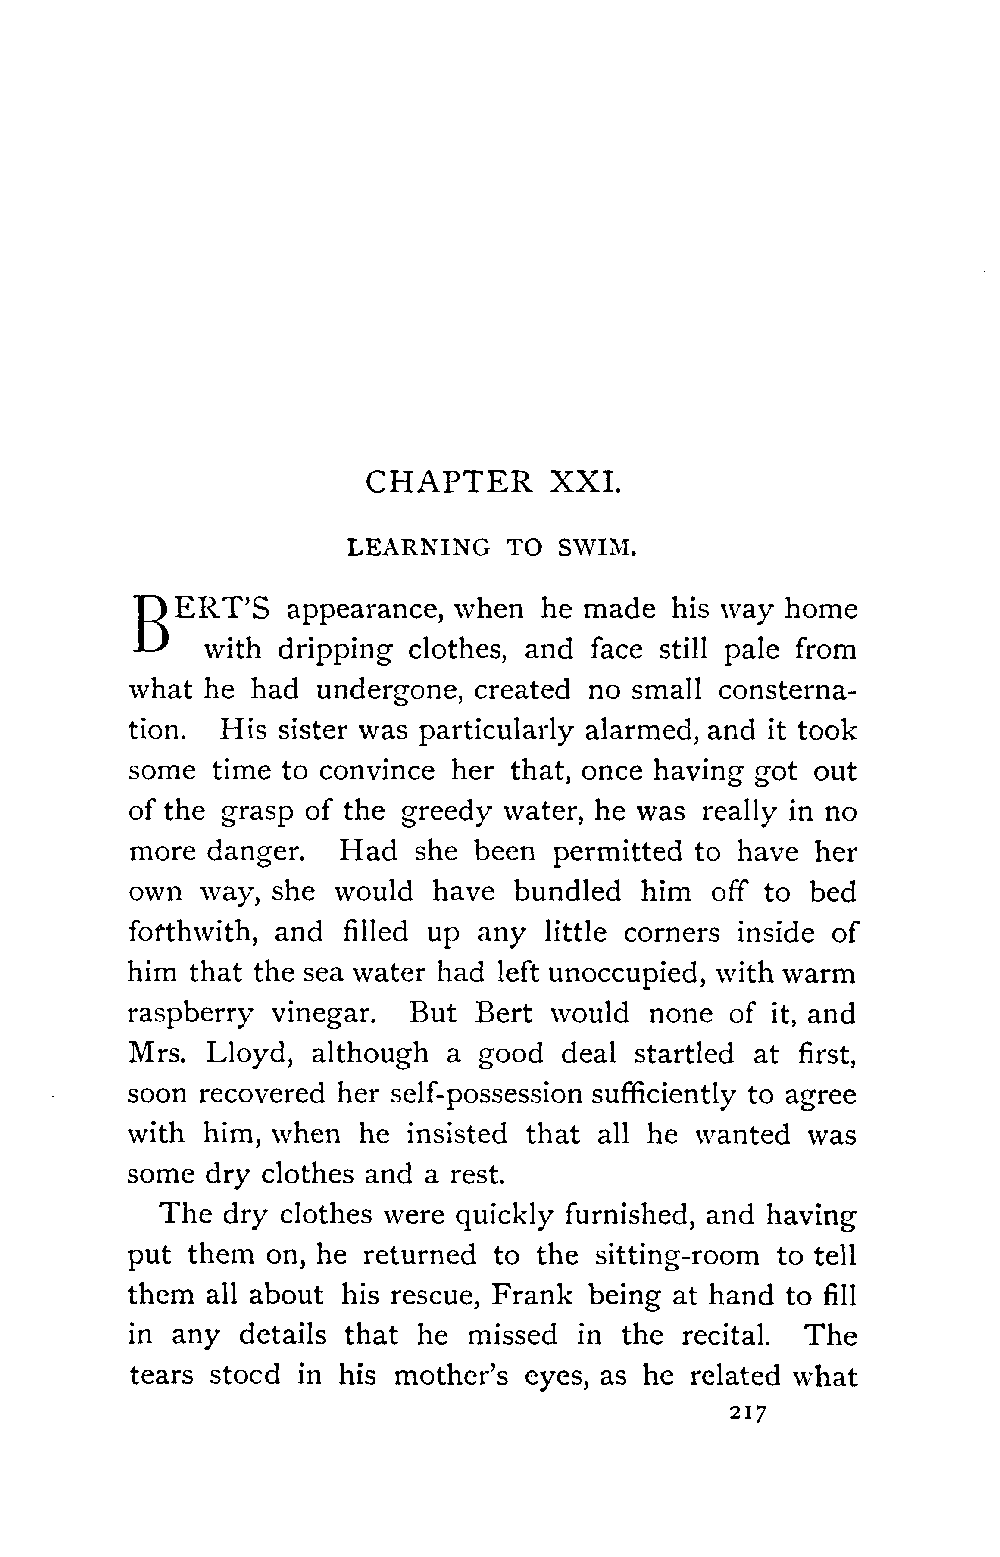 CHAPTER XXI.
LEARNING TO SWIM.
BERT'S appearance, when he made his way home
with dripping clothes, and face still pale from
what he had undergone, created no small consterna-
tion. His sister was particularly alarmed, and it took
some time to convince her that, once having got out
of the grasp of the greedy water, he was really in no
more danger. Had she been permitted to have her
own way, she would have bundled him off to bed
forthwith, and filled up any little corners inside of
him that the sea water had left unoccupied, with warm
raspberry vinegar. But Bert would none of it, and
Mrs. Lloyd, although a good deal startled at first,
soon recovered her self-possession sufficiently to agree
with him, when he insisted that all he wanted was
some dry clothes and a rest.
The dry clothes were quickly furnished, and having
put them on, he returned to the sitting-room to tell
them all about his rescue, Frank being at hand to fill
in any details that he missed in the recital. The
tears stood in his mother's eyes, as he related what
217